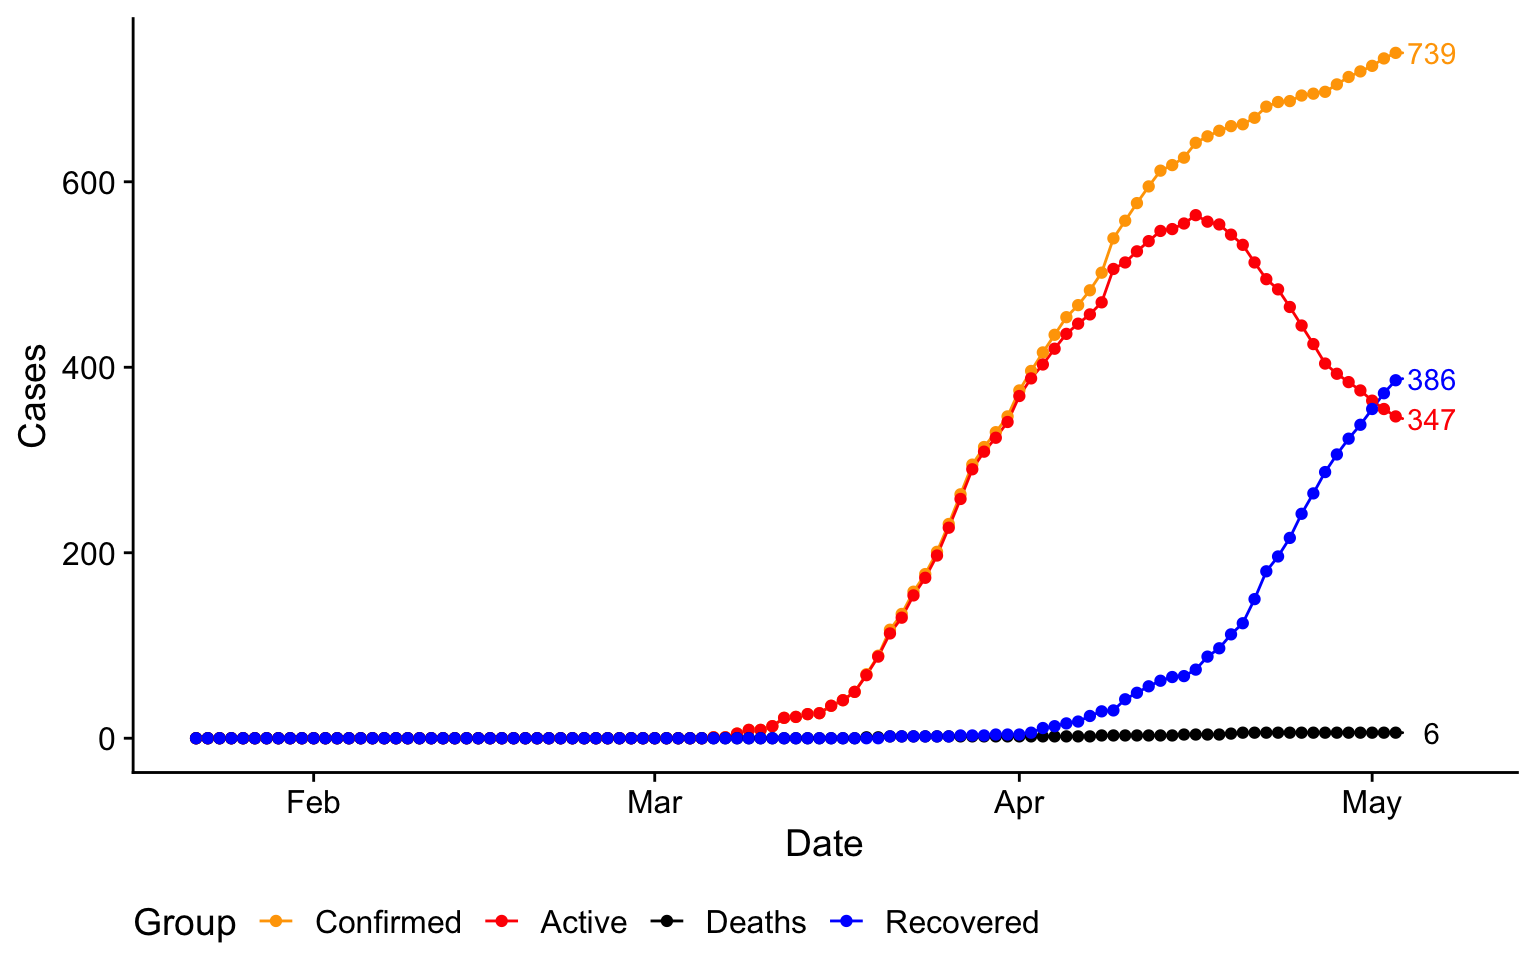 739
600
400
386
347
200
6
0
Cases
Feb Mar Apr May
Date
Group Confirmed Active Deaths Recovered